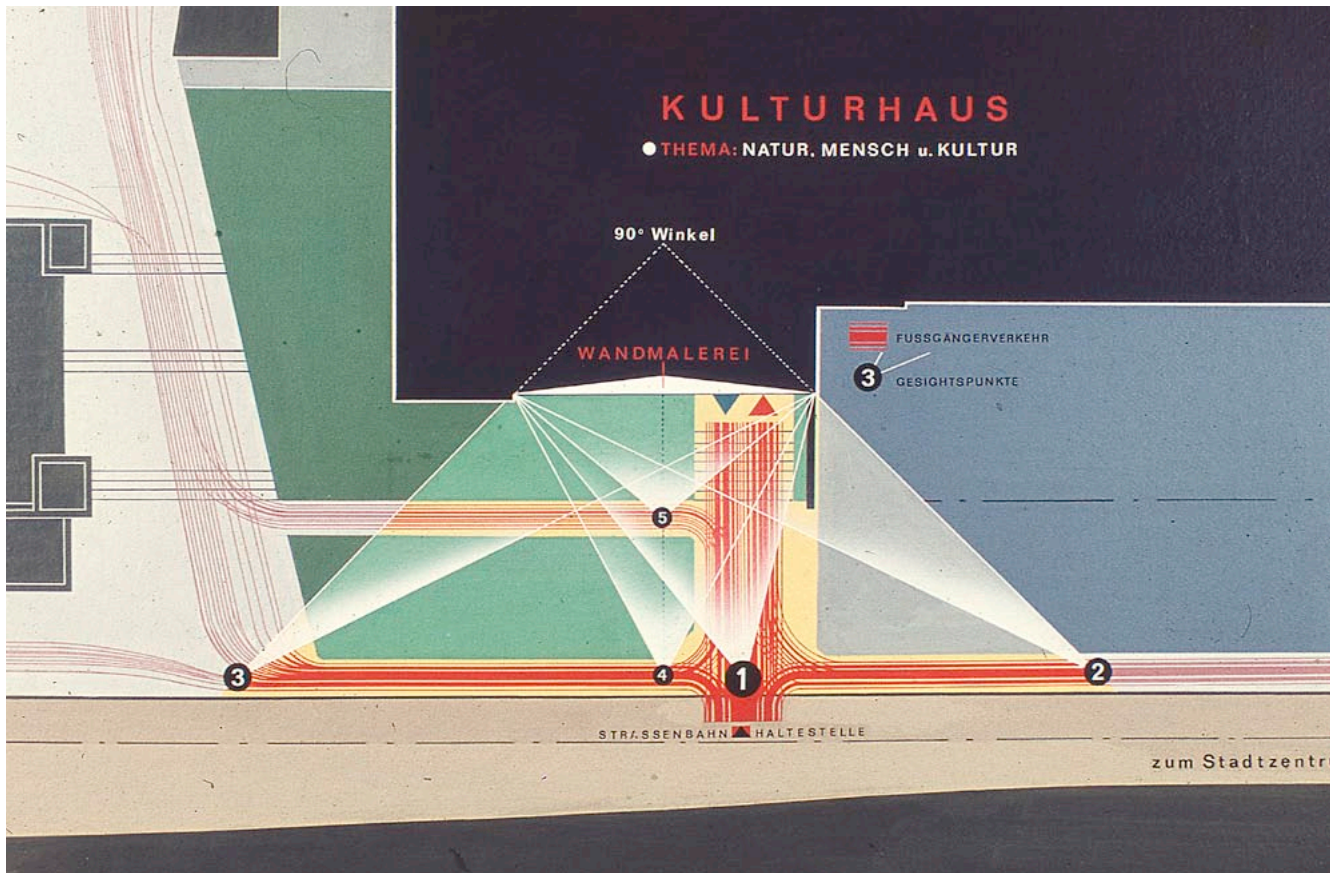 KULTURHAUS
THEMA: NATUR, MENSCH u. KULTUR
90° Winkel
WANDMALEREI
FUSSGÄNGERVERKEHR
3 GESIGHTSPUNKTE
5
3
4
1
2
STRASSENBAHN HALTESTELLE
zum Stadtzentr